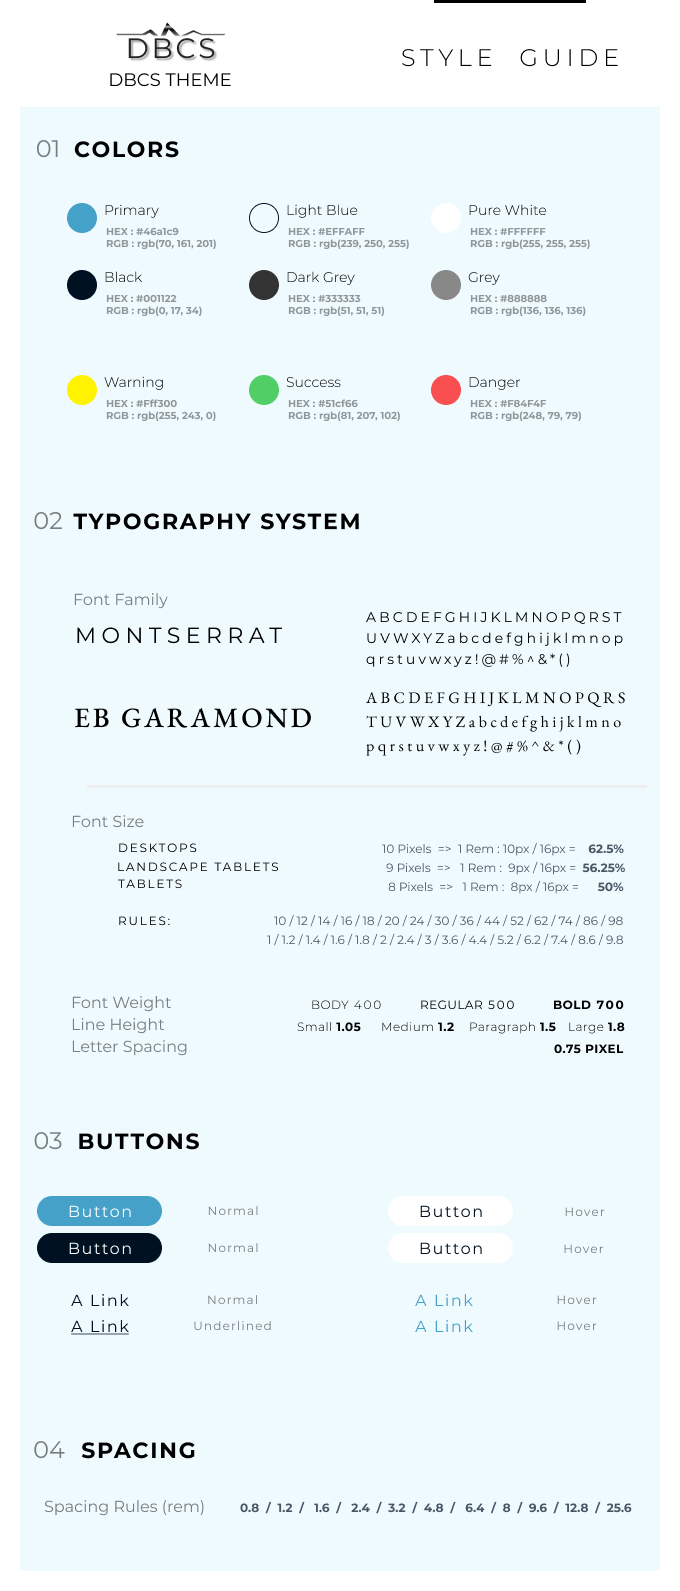 DBCS
DBCS THEME
STYLE GUIDE
01 COLORS
Primary
HEX : #46a1c9
RGB : rgb(70, 161, 201)
Light Blue
HEX : #EFFAFF
RGB : rgb(239, 250, 255)
Pure White
HEX : #FFFFFF
RGB : rgb(255, 255, 255)
Black
HEX : #001122
RGB : rgb(0, 17, 34)
Dark Grey
HEX : #333333
RGB : rgb(51, 51, 51)
Grey
HEX : #888888
RGB : rgb(136, 136, 136)
Warning
HEX : #Fff300
RGB : rgb(255, 243, 0)
Success
HEX : #51cf66
RGB : rgb(81, 207, 102)
Danger
HEX : #F84F4F
RGB : rgb(248, 79, 79)
02 TYPOGRAPHY SYSTEM
Font Family
MONTSERRAT
ABCDEFGHIJKLMNOPQRST
UVWXYZabcdefghijklmnop
qrstuvwxyz!@#%^&*()
EB GARAMOND
ABCDEFGHIJKLMNOPQRS
TUVWXYZabcdefghijklmno
pqrstuvwxyz!@#%^&*()
Font Size
DESKTOPS 10 Pixels => 1 Rem : 10px / 16px = 62.5%
LANDSCAPE TABLETS 9 Pixels => 1 Rem : 9px / 16px = 56.25%
TABLETS 8 Pixels => 1 Rem : 8px / 16px = 50%
RULES: 10 / 12 / 14 / 16 / 18 / 20 / 24 / 30 / 36 / 44 / 52 / 62 / 74 / 86 / 98
1 / 1.2 / 1.4 / 1.6 / 1.8 / 2 / 2.4 / 3 / 3.6 / 4.4 / 5.2 / 6.2 / 7.4 / 8.6 / 9.8
Font Weight BODY 400 REGULAR 500 BOLD 700
Line Height Small 1.05 Medium 1.2 Paragraph 1.5 Large 1.8
Letter Spacing 0.75 PIXEL
03 BUTTONS
Button Normal Button Hover
Button Normal Button Hover
A Link Normal A Link Hover
A Link Underlined A Link Hover
04 SPACING
Spacing Rules (rem) 0.8 / 1.2 / 1.6 / 2.4 / 3.2 / 4.8 / 6.4 / 8 / 9.6 / 12.8 / 25.6